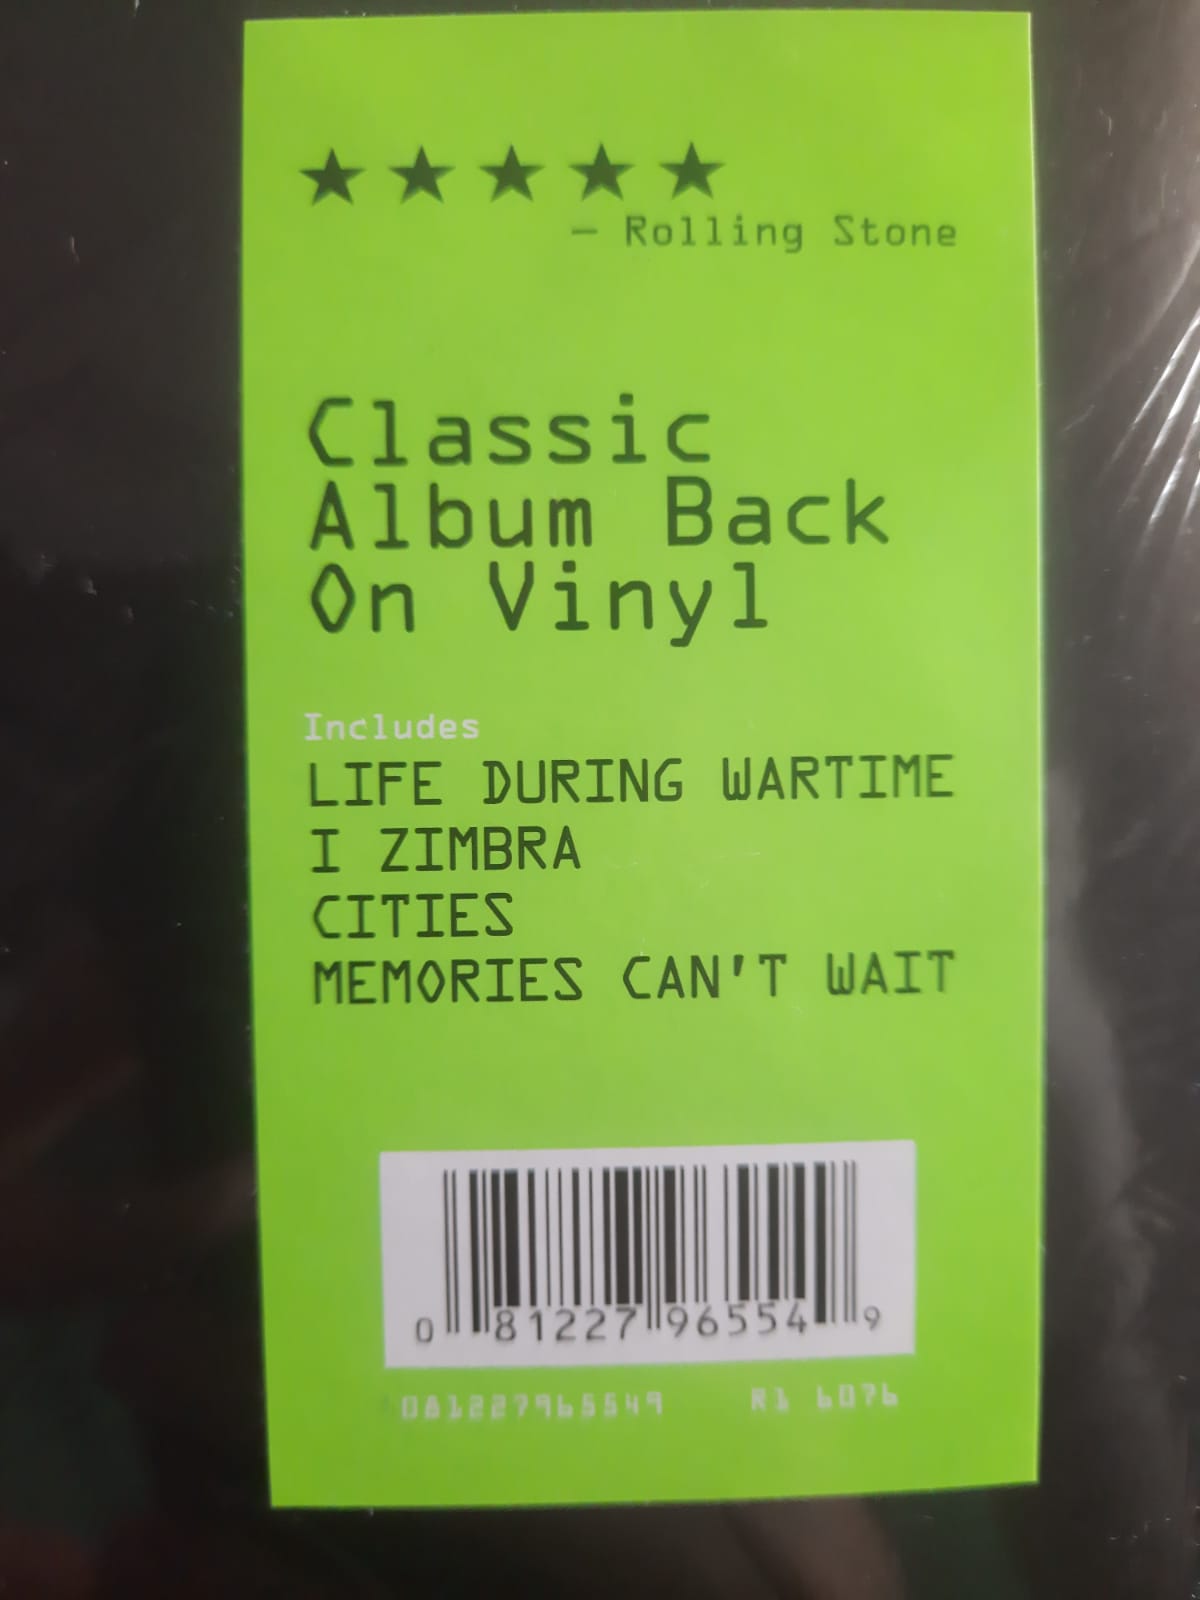 ★ ★ ★ ★ ★
— Rolling Stone
Classic
Album Back
On Vinyl
Includes
LIFE DURING WARTIME
I ZIMBRA
CITIES
MEMORIES CAN'T WAIT
0 81227 96554 9
081227965549 R1 6076